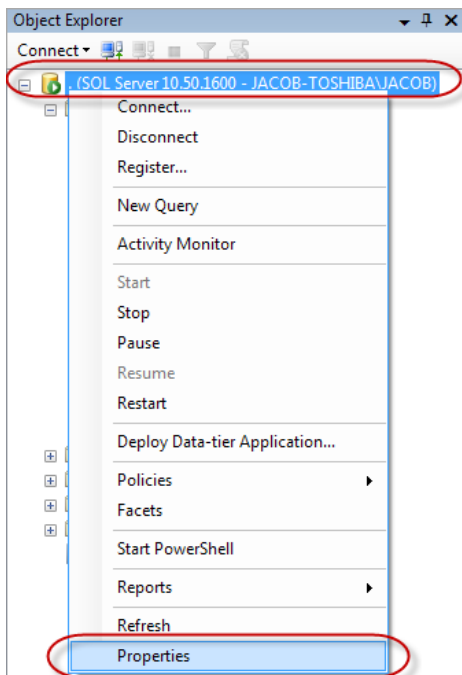 Object Explorer
Connect
. (SQL Server 10.50.1600 - JACOB-TOSHIBA\JACOB)
Connect...
Disconnect
Register...
New Query
Activity Monitor
Start
Stop
Pause
Resume
Restart
Deploy Data-tier Application...
Policies
Facets
Start PowerShell
Reports
Refresh
Properties